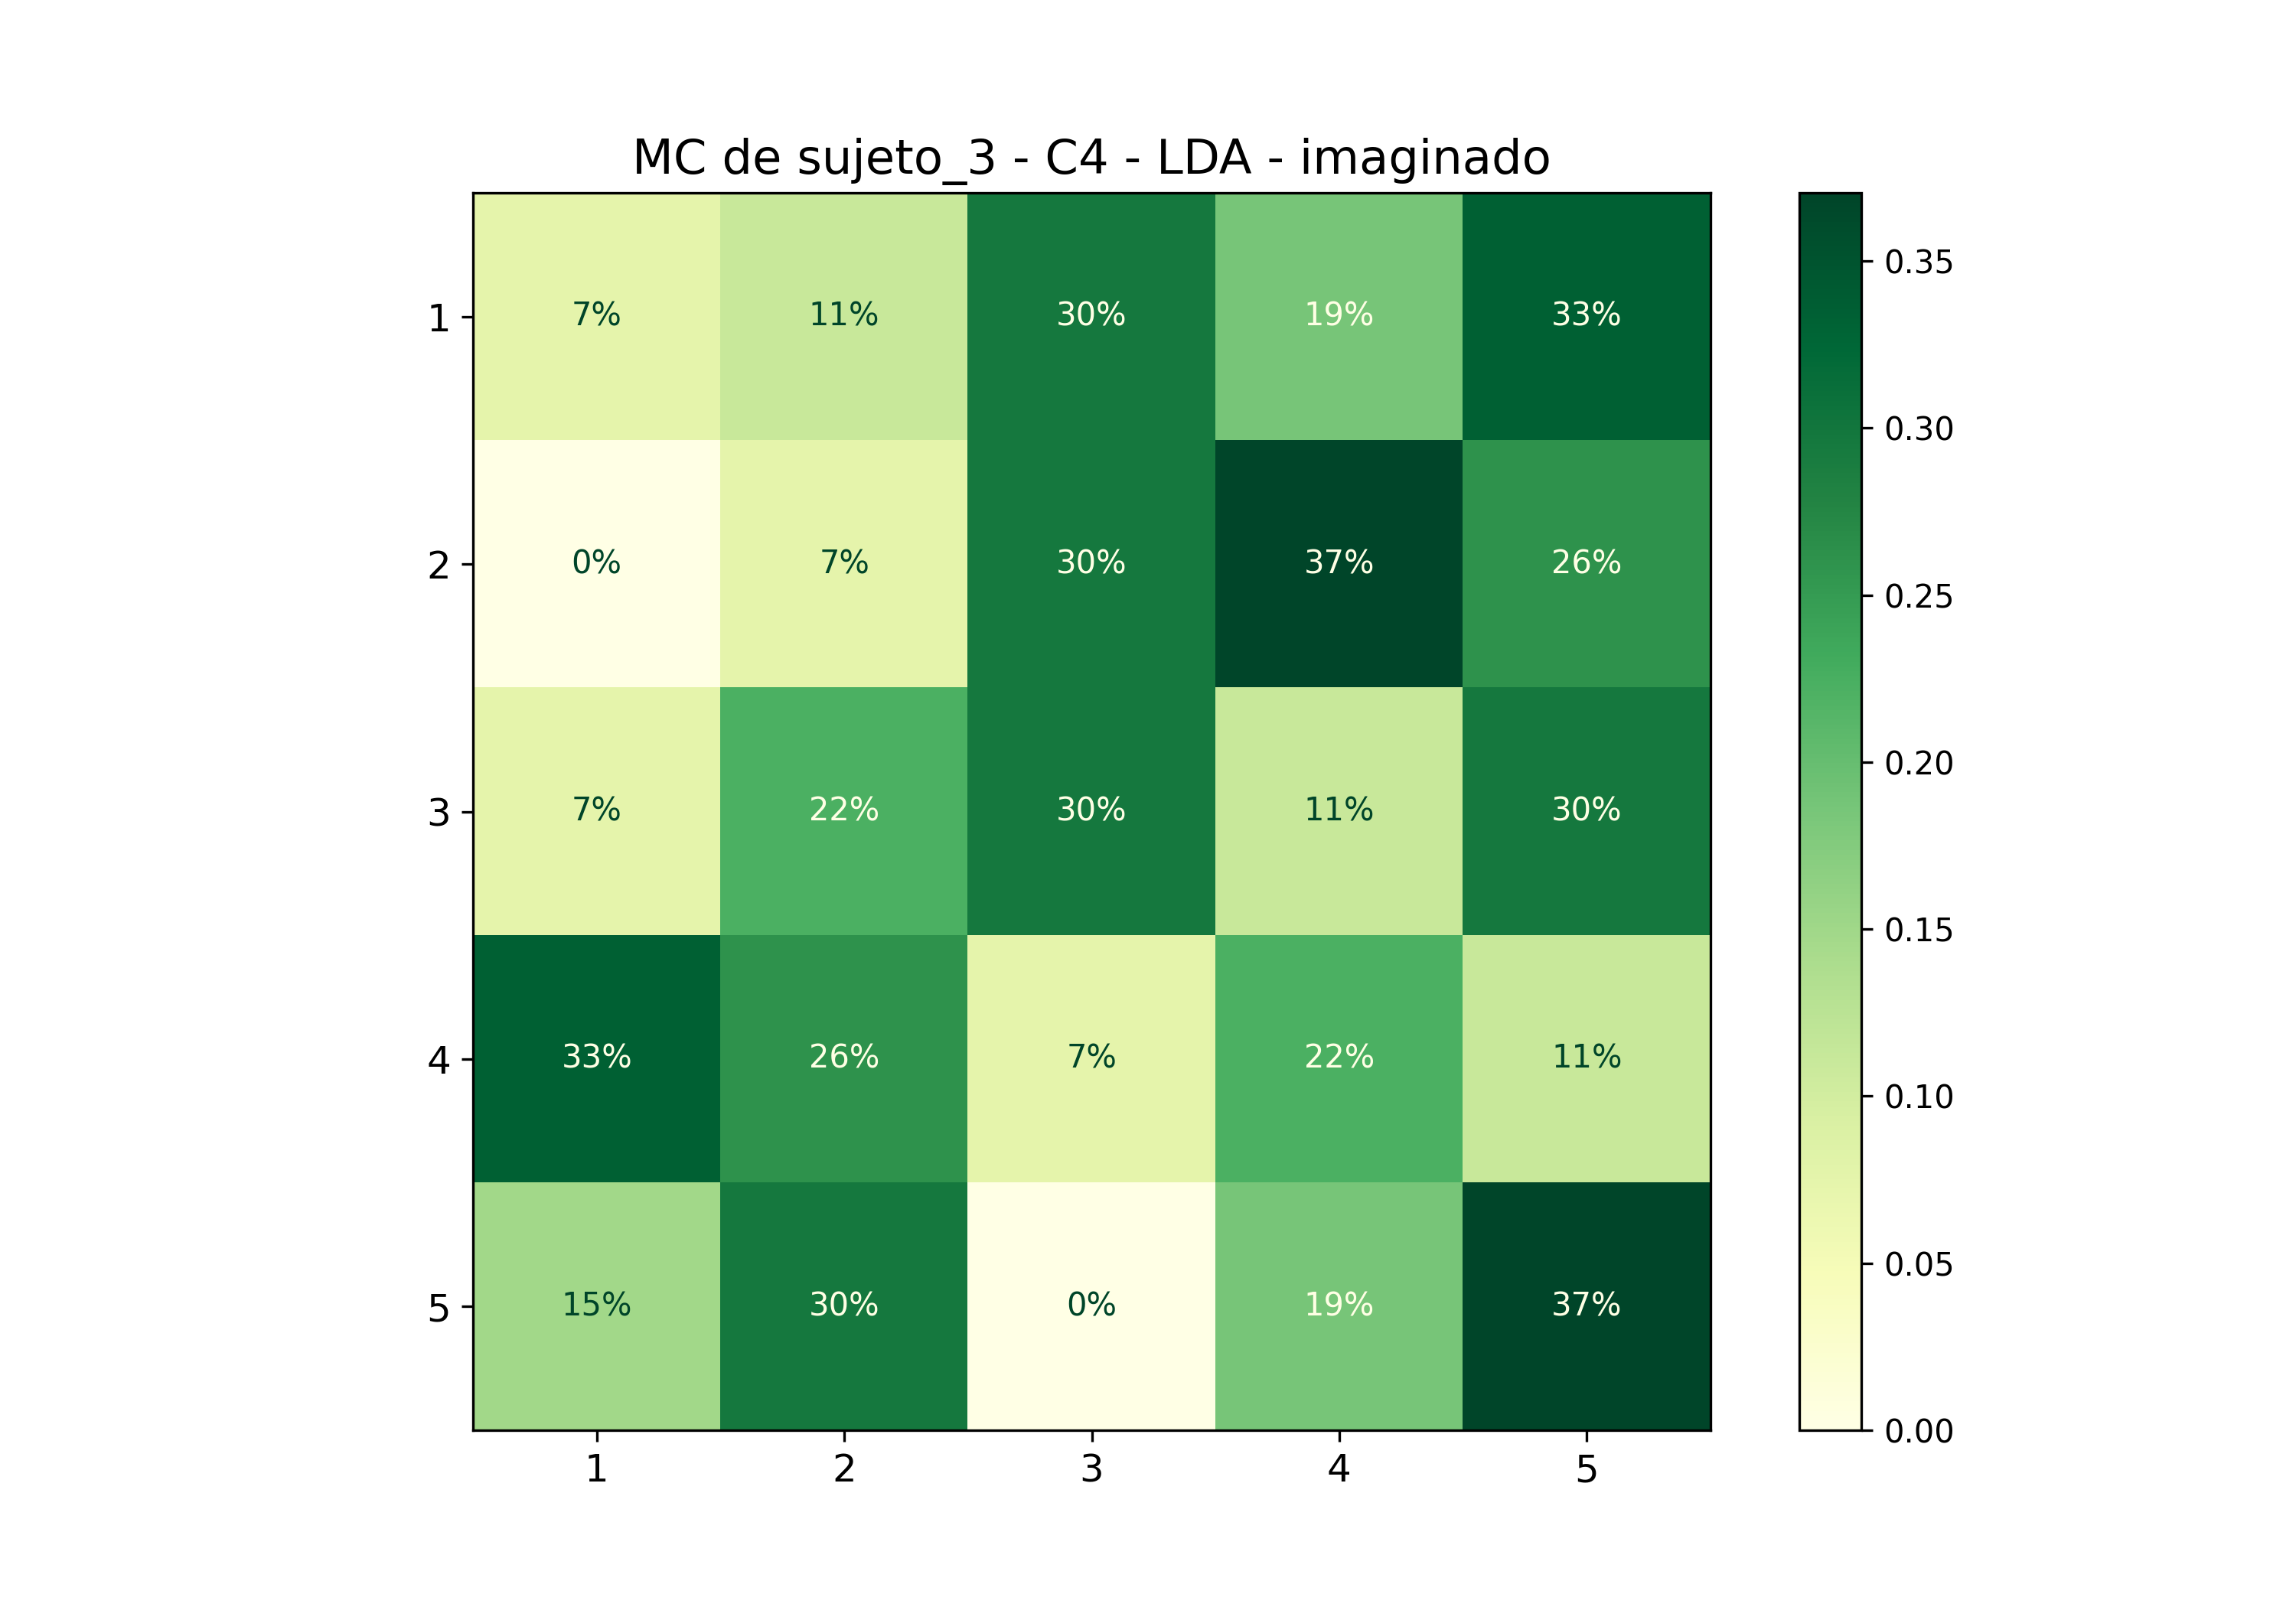 MC de sujeto_3 - C4 - LDA - imaginado
1 7% 11% 30% 19% 33%
2 0% 7% 30% 37% 26%
3 7% 22% 30% 11% 30%
4 33% 26% 7% 22% 11%
5 15% 30% 0% 19% 37%
1 2 3 4 5
0.35
0.30
0.25
0.20
0.15
0.10
0.05
0.00